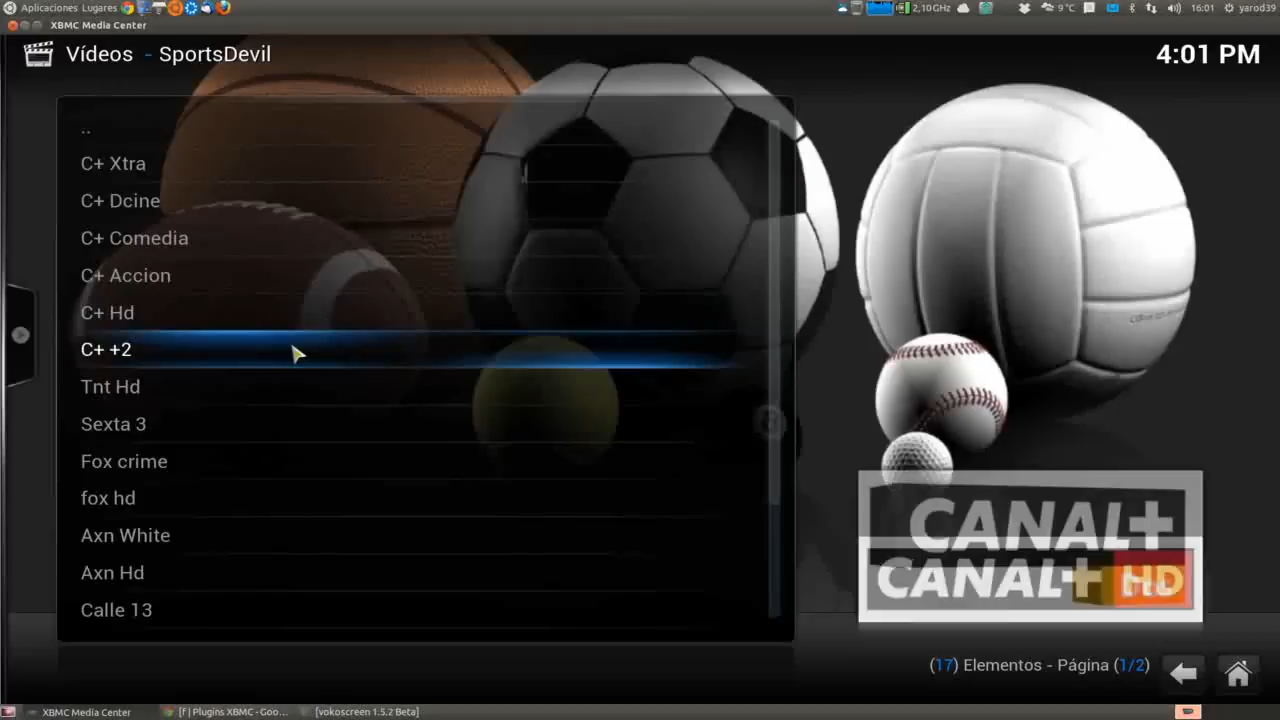 Aplicaciones Lugares
2,10GHz
9°C
16:01
yarod39
XBMC Media Center
Vídeos - SportsDevil
4:01 PM
..
C+ Xtra
C+ Dcine
C+ Comedia
C+ Accion
C+ Hd
C+ +2
Tnt Hd
Sexta 3
Fox crime
fox hd
Axn White
Axn Hd
Calle 13
CANAL+
CANAL+ HD
(17) Elementos - Página (1/2)
XBMC Media Center
[f | Plugins XBMC - Goo...
[vokoscreen 1.5.2 Beta]